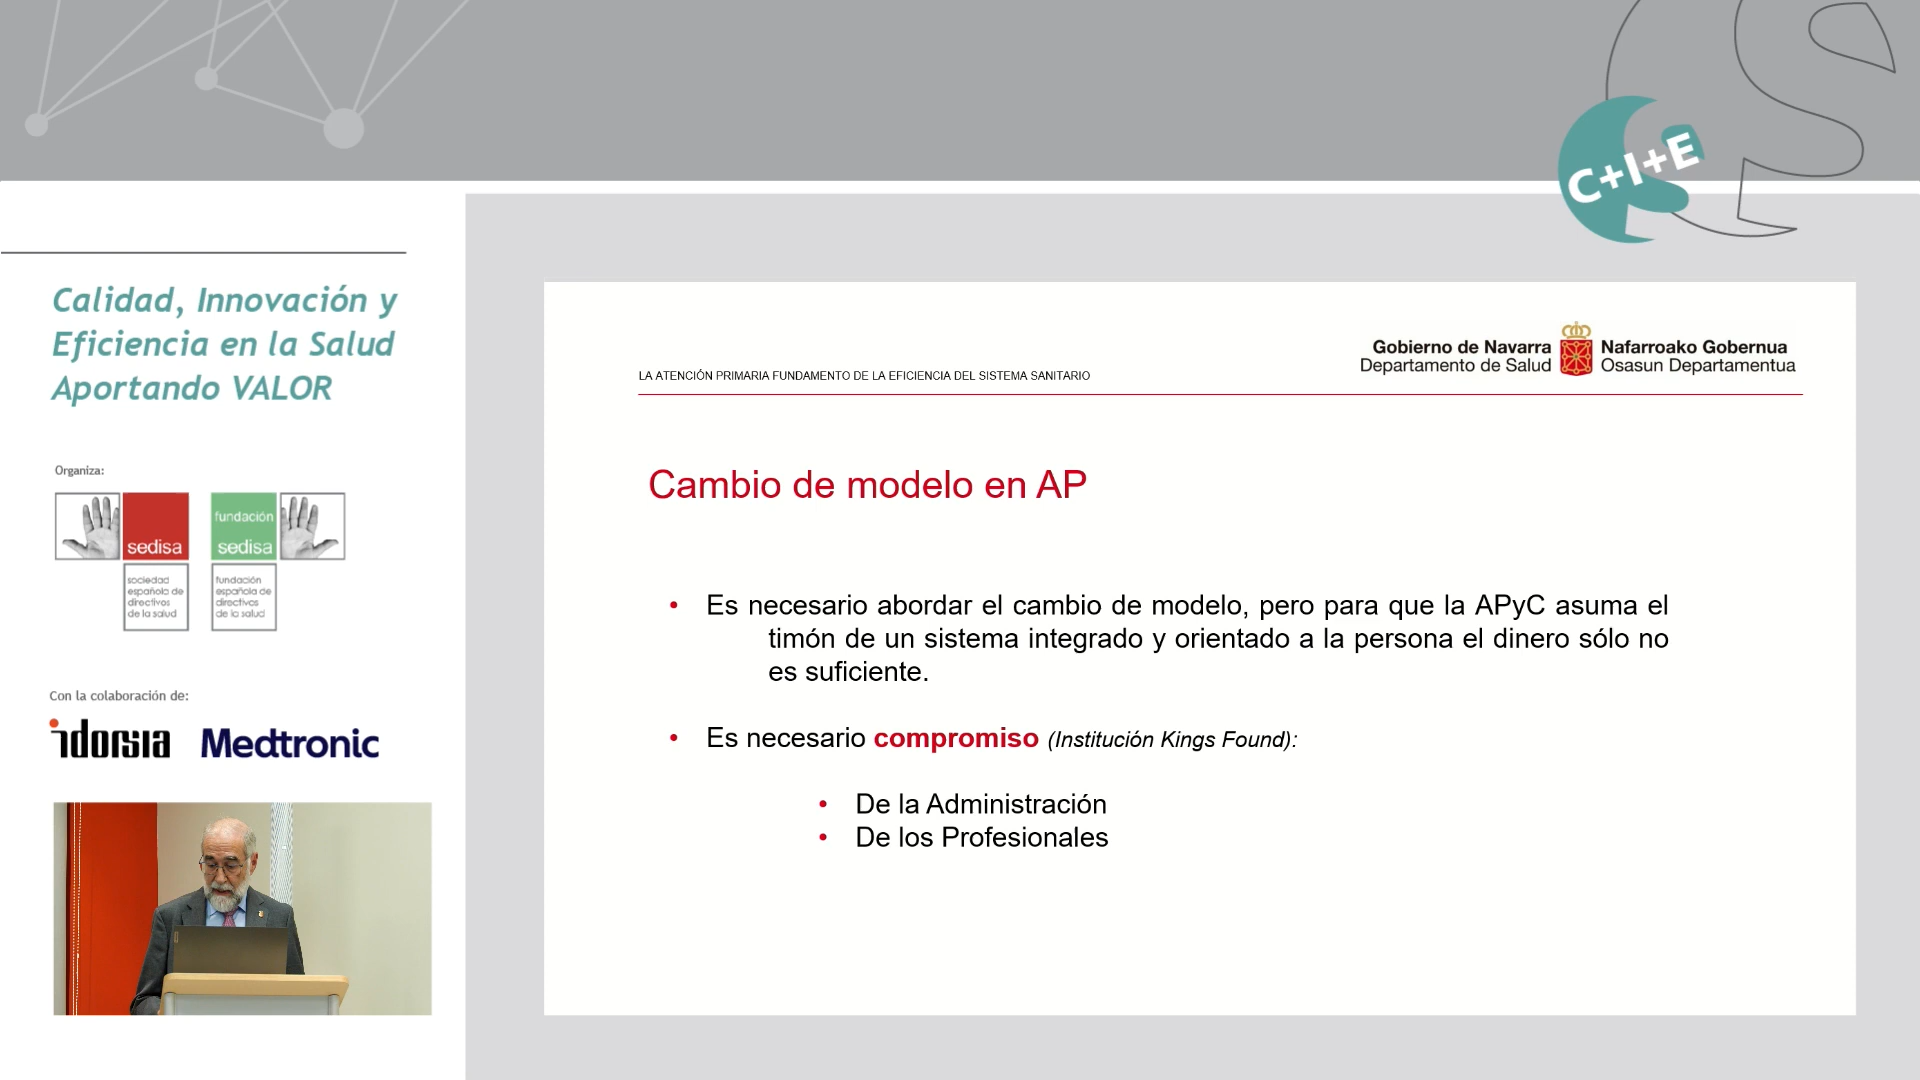 C+I+E
Calidad, Innovación y
Eficiencia en la Salud
Aportando VALOR
Organiza:
sedisa
sociedad
española de
directivos
de la salud
fundación
sedisa
fundación
española de
directivos
de la salud
Con la colaboración de:
idorsia
Medtronic
Gobierno de Navarra
Departamento de Salud
Nafarroako Gobernua
Osasun Departamentua
LA ATENCIÓN PRIMARIA FUNDAMENTO DE LA EFICIENCIA DEL SISTEMA SANITARIO
Cambio de modelo en AP
• Es necesario abordar el cambio de modelo, pero para que la APyC asuma el
timón de un sistema integrado y orientado a la persona el dinero sólo no
es suficiente.
• Es necesario compromiso (Institución Kings Found):
• De la Administración
• De los Profesionales